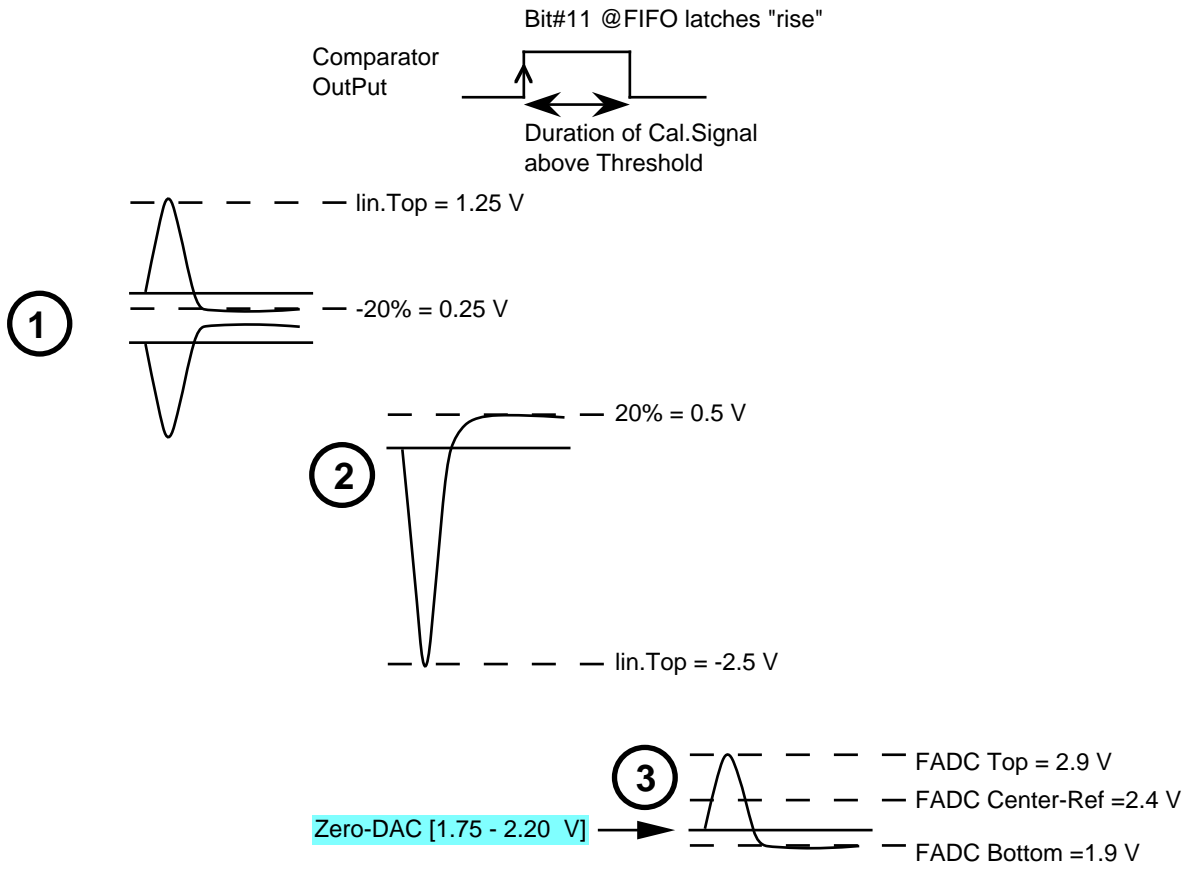 Bit#11 @FIFO latches "rise"
Comparator
OutPut
Duration of Cal.Signal
above Threshold
lin.Top = 1.25 V
-20% = 0.25 V
1
20% = 0.5 V
2
lin.Top = -2.5 V
3
FADC Top = 2.9 V
FADC Center-Ref =2.4 V
Zero-DAC [1.75 - 2.20 V]
FADC Bottom =1.9 V